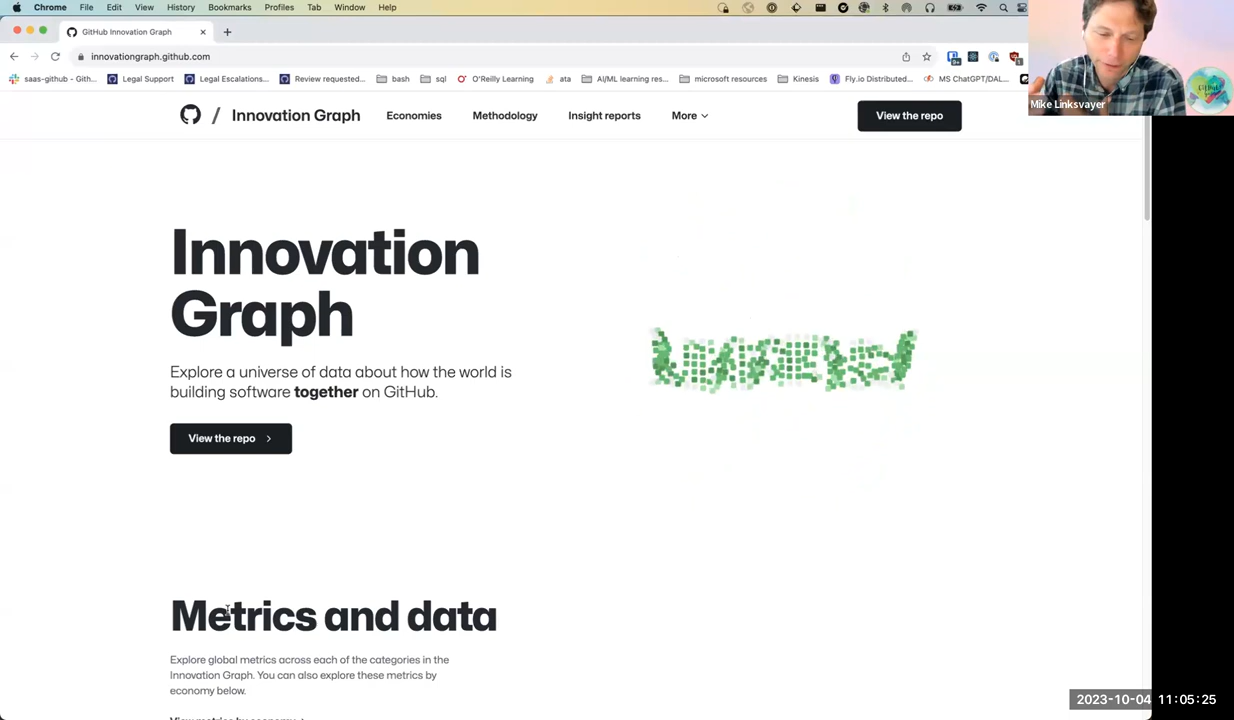 Chrome File Edit View History Bookmarks Profiles Tab Window Help
GitHub Innovation Graph
innovationgraph.github.com
saas-github - Gith... Legal Support Legal Escalations... Review requested... bash sql O'Reilly Learning ata AI/ML learning res... microsoft resources Kinesis Fly.io Distributed... MS ChatGPT/DAL...
Mike Linksvayer
/ Innovation Graph Economies Methodology Insight reports More View the repo
Innovation
Graph
Explore a universe of data about how the world is
building software together on GitHub.
View the repo
Metrics and data
Explore global metrics across each of the categories in the
Innovation Graph. You can also explore these metrics by
economy below.
View metrics by economy
2023-10-04 11:05:25